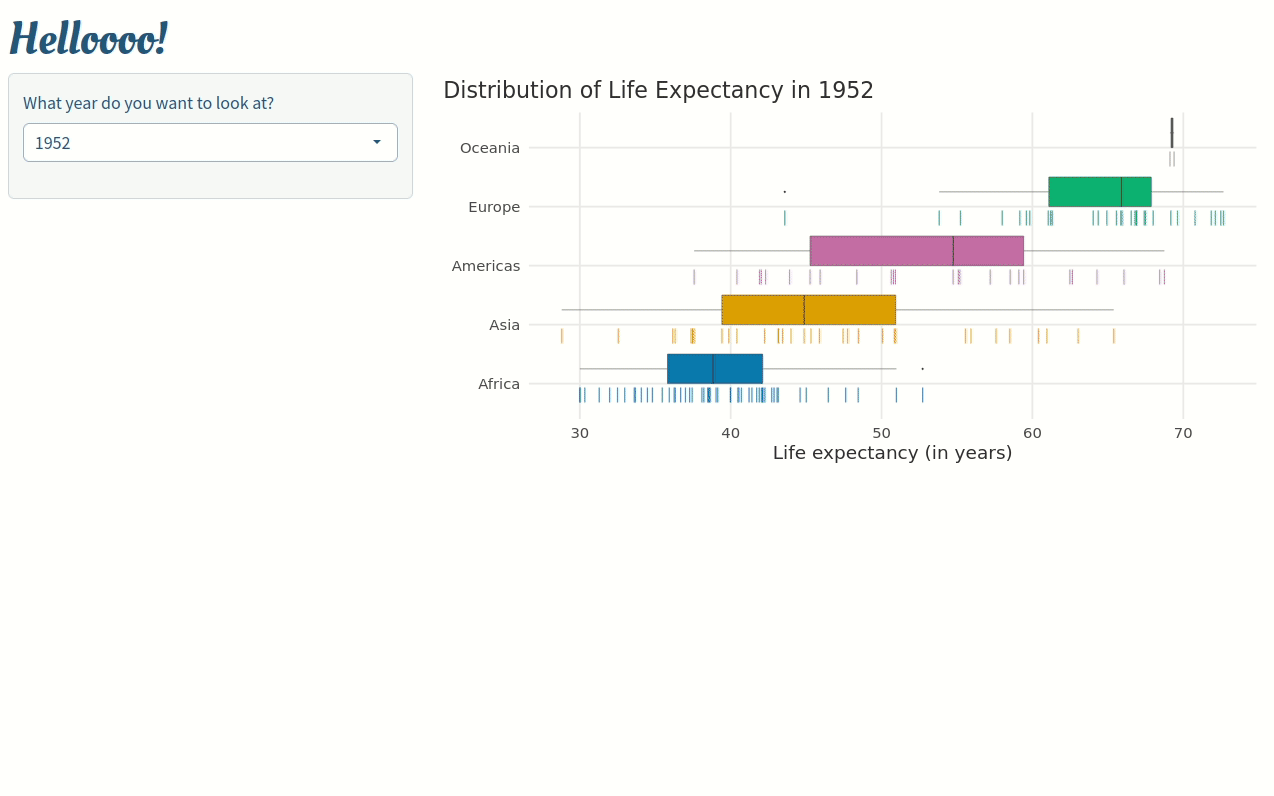 Helloooo!
What year do you want to look at?
1952
Distribution of Life Expectancy in 1952
Oceania
Europe
Americas
Asia
Africa
30 40 50 60 70
Life expectancy (in years)